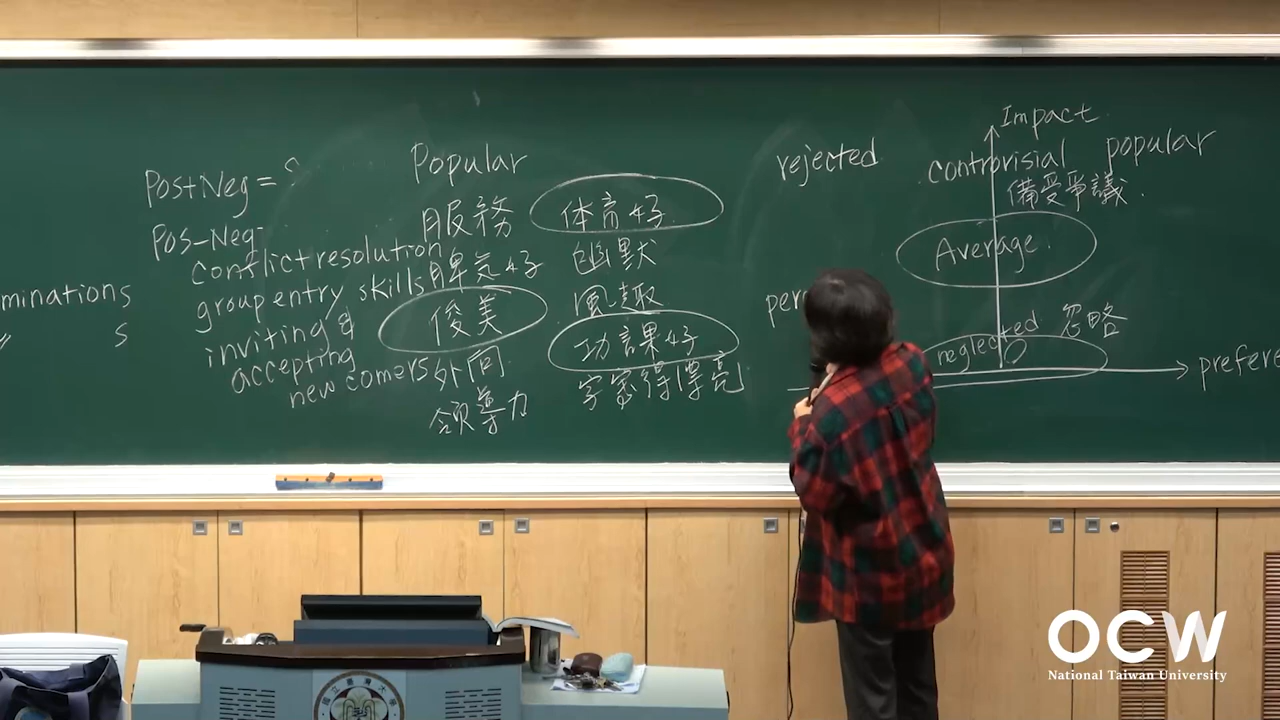 minations
s
Pos+Neg = S
Pos-Neg
conflict resolution
group entry skills
inviting &
accepting
new comers
Popular
服務
脾氣好
俊美
外向
領導力
体育好
幽默
風趣
功課好
字寫得漂亮
rejected
per
Impact
controrisial popular
備受爭議
Average
neglected 忽略
prefere
OCW
National Taiwan University